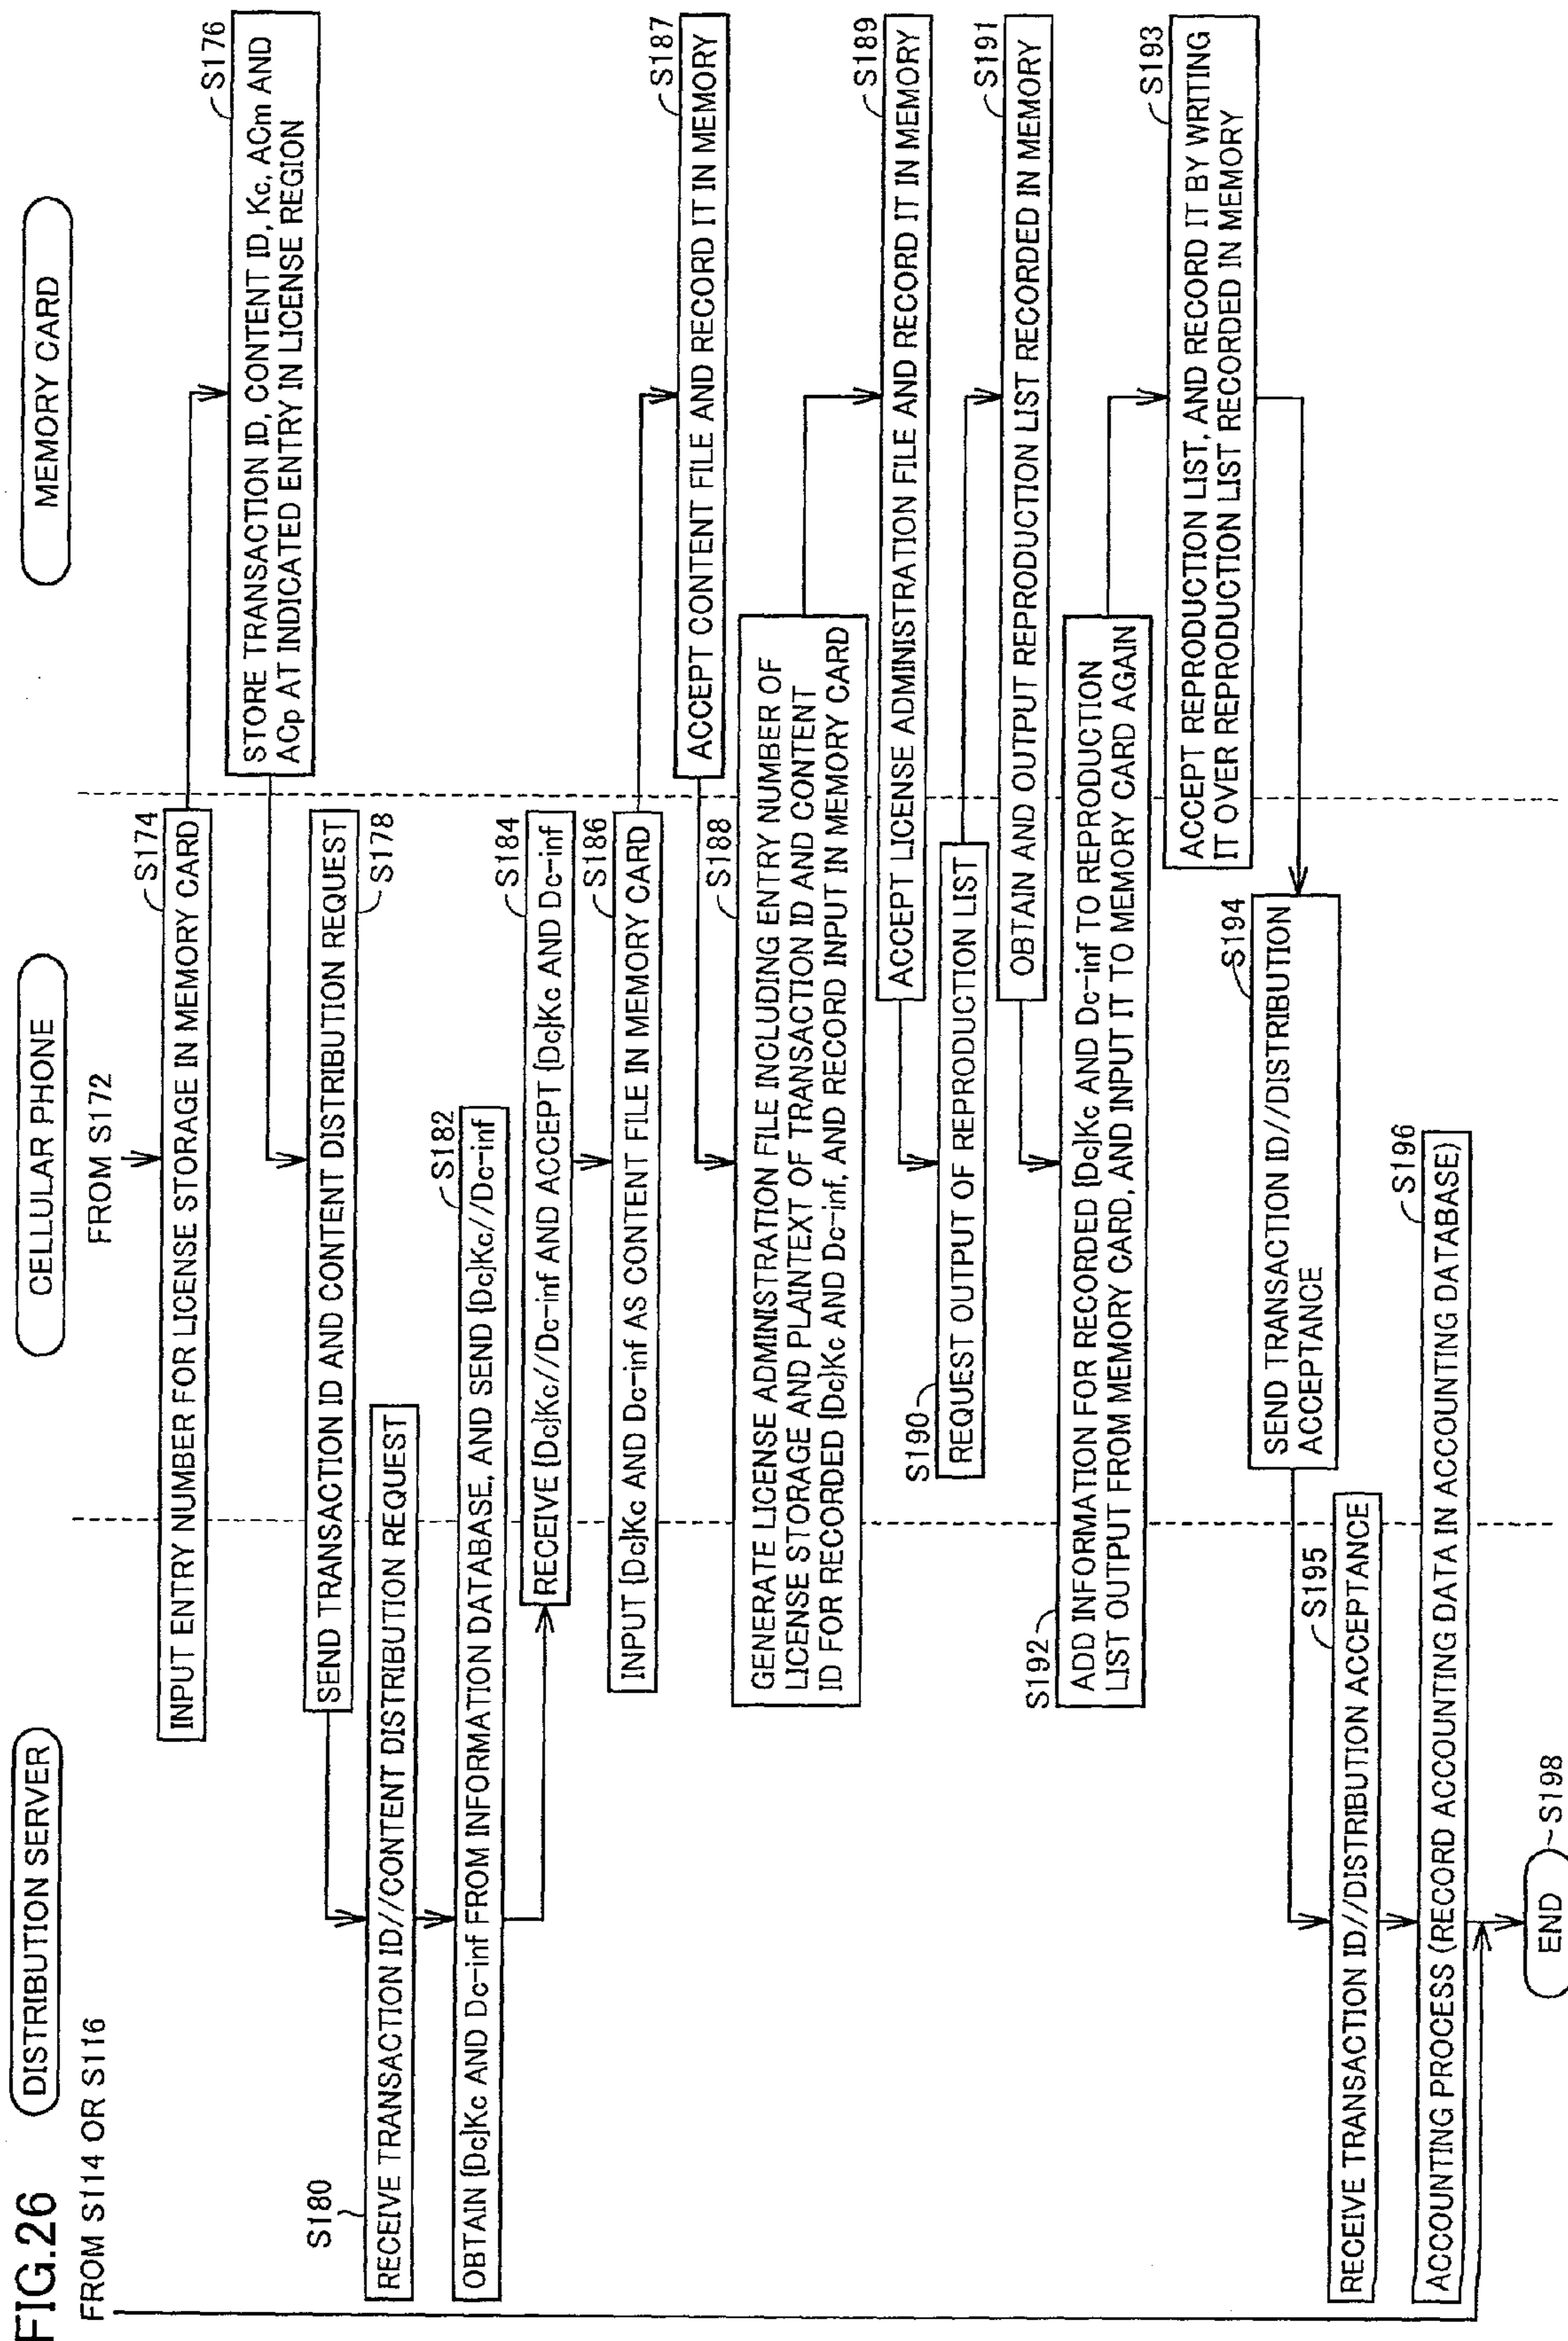 FIG.26
DISTRIBUTION SERVER
CELLULAR PHONE
MEMORY CARD
FROM S114 OR S116
FROM S172
S174
INPUT ENTRY NUMBER FOR LICENSE STORAGE IN MEMORY CARD
S176
STORE TRANSACTION ID, CONTENT ID, Kc, ACm AND
ACp AT INDICATED ENTRY IN LICENSE REGION
SEND TRANSACTION ID AND CONTENT DISTRIBUTION REQUEST
S178
S180
RECEIVE TRANSACTION ID//CONTENT DISTRIBUTION REQUEST
S182
OBTAIN {Dc}Kc AND Dc-inf FROM INFORMATION DATABASE, AND SEND {Dc}Kc//Dc-inf
S184
RECEIVE {Dc}Kc//Dc-inf AND ACCEPT {Dc}Kc AND Dc-inf
S186
INPUT {Dc}Kc AND Dc-inf AS CONTENT FILE IN MEMORY CARD
S187
ACCEPT CONTENT FILE AND RECORD IT IN MEMORY
S188
GENERATE LICENSE ADMINISTRATION FILE INCLUDING ENTRY NUMBER OF
LICENSE STORAGE AND PLAINTEXT OF TRANSACTION ID AND CONTENT
ID FOR RECORDED {Dc}Kc AND Dc-inf, AND RECORD INPUT IN MEMORY CARD
S189
ACCEPT LICENSE ADMINISTRATION FILE AND RECORD IT IN MEMORY
S190
REQUEST OUTPUT OF REPRODUCTION LIST
S191
OBTAIN AND OUTPUT REPRODUCTION LIST RECORDED IN MEMORY
S192
ADD INFORMATION FOR RECORDED {Dc}Kc AND Dc-inf TO REPRODUCTION
LIST OUTPUT FROM MEMORY CARD, AND INPUT IT TO MEMORY CARD AGAIN
S193
ACCEPT REPRODUCTION LIST, AND RECORD IT BY WRITING
IT OVER REPRODUCTION LIST RECORDED IN MEMORY
S194
SEND TRANSACTION ID//DISTRIBUTION
ACCEPTANCE
S195
RECEIVE TRANSACTION ID//DISTRIBUTION ACCEPTANCE
S196
ACCOUNTING PROCESS (RECORD ACCOUNTING DATA IN ACCOUNTING DATABASE)
END
S198